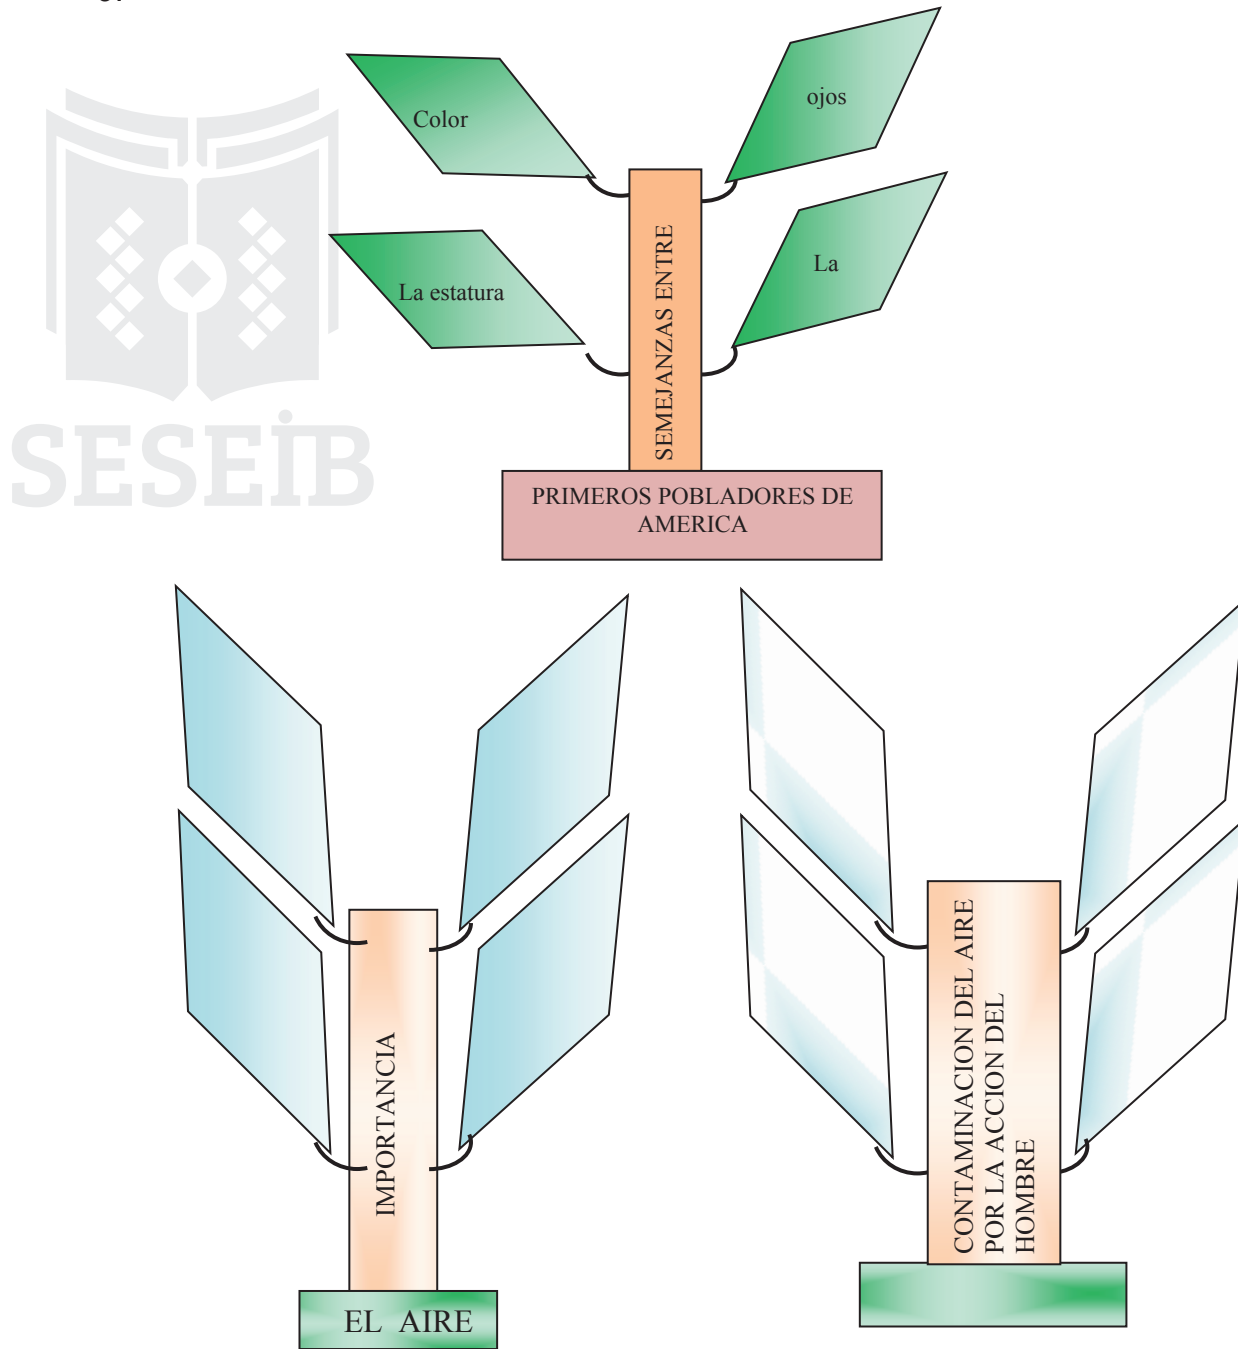 Color
ojos
La estatura
La
SEMEJANZAS ENTRE
PRIMEROS POBLADORES DE
AMERICA
SESEIB
IMPORTANCIA
EL AIRE
CONTAMINACION DEL AIRE
POR LA ACCION DEL
HOMBRE